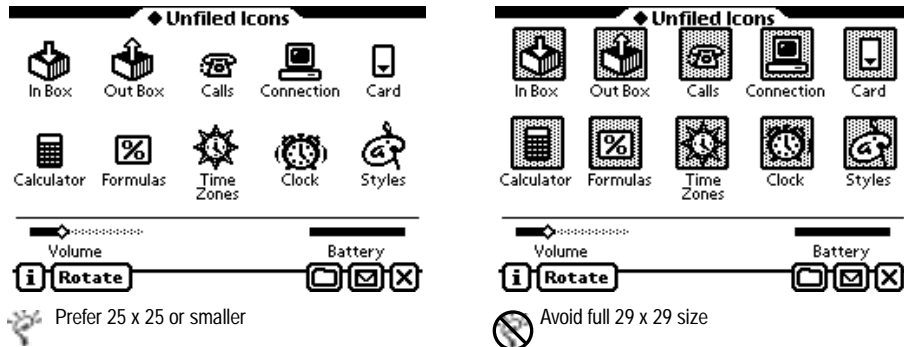 ◆ Unfiled Icons
In Box Out Box Calls Connection Card
Calculator Formulas Time Zones Clock Styles
Volume Battery
i Rotate
Prefer 25 x 25 or smaller
◆ Unfiled Icons
In Box Out Box Calls Connection Card
Calculator Formulas Time Zones Clock Styles
Volume Battery
i Rotate
Avoid full 29 x 29 size